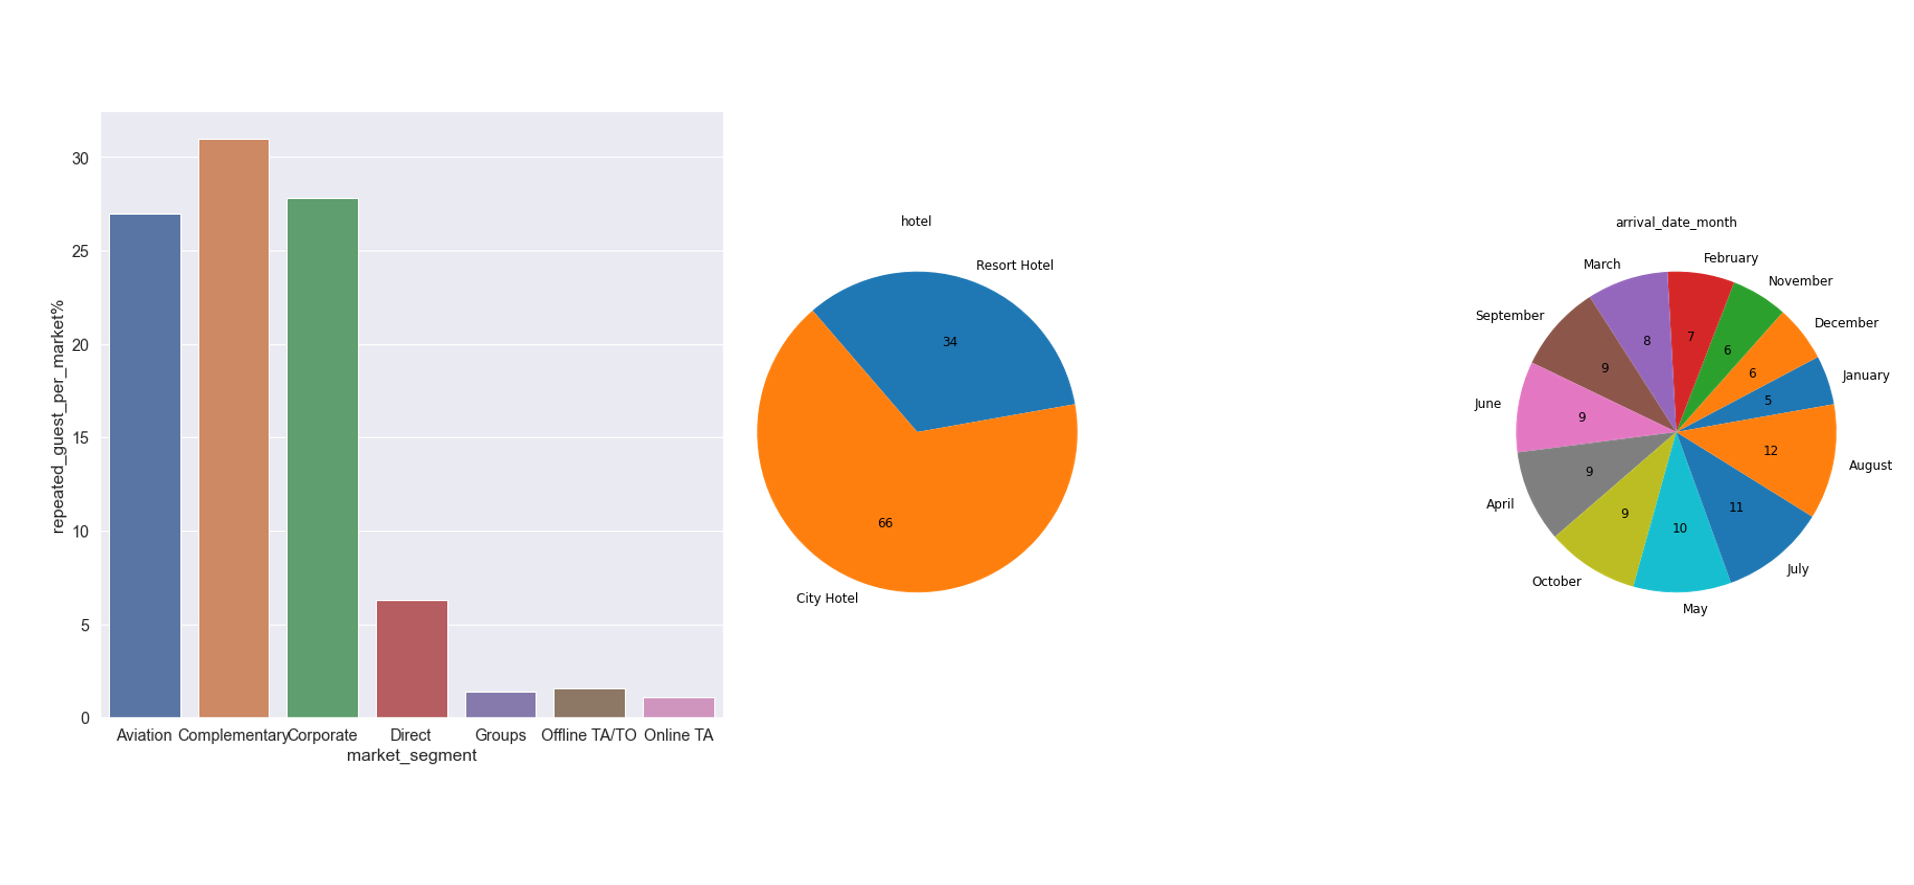 repeated_guest_per_market%
30
25
20
15
10
5
0
Aviation Complementary Corporate Direct Groups Offline TA/TO Online TA
market_segment
hotel
Resort Hotel
34
66
City Hotel
arrival_date_month
February
March
November
September
December
January
June
August
April
October
July
May
7
8
6
9
6
5
9
12
9
11
9
10